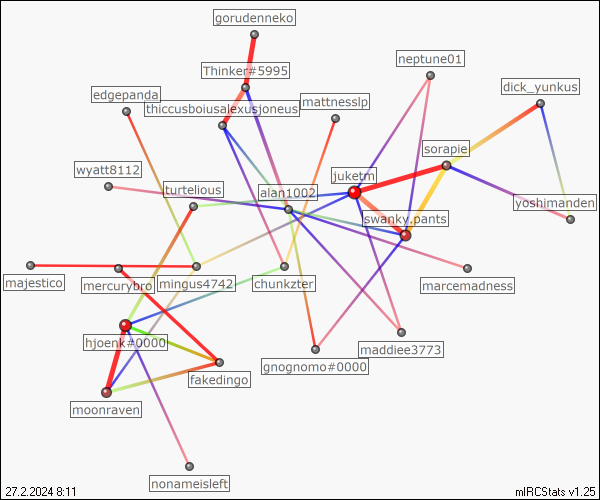 gorudenneko
neptune01
Thinker#5995
dick_yunkus
edgepanda
thiccusboiusalexusjoneus
mattnesslp
sorapie
wyatt8112
juketm
turtelious
alan1002
yoshimanden
swanky.pants
majestico
mercurybro
mingus4742
chunkzter
marcemadness
hjoenk#0000
maddiee3773
gnognomo#0000
fakedingo
moonraven
nonameisleft
27.2.2024 8:11
mIRCStats v1.25